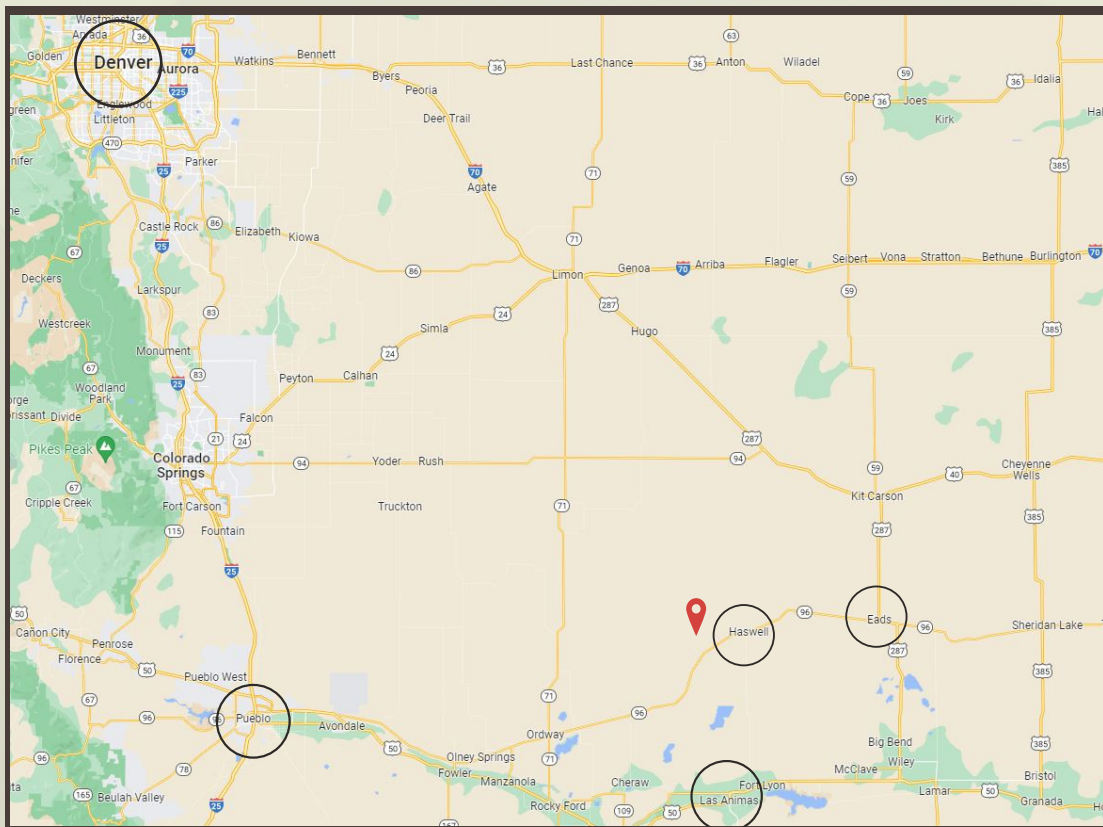 Westminster
Arvada
36
Golden
Denver
70
Aurora
Watkins
Bennett
36
Last Chance
63
36
Anton
Wiladel
59
36
Idalia
Byers
Peoria
225
Englewood
Littleton
Deer Trail
Cope
36
Joes
Kirk
470
25
Parker
70
Agate
71
59
385
86
Castle Rock
Elizabeth
Kiowa
71
25
67
86
Limon
Genoa
70
Arriba
Flagler
Seibert
Vona
Stratton
Bethune
Burlington
70
Deckers
Larkspur
83
24
287
59
Westcreek
Simla
Hugo
385
Monument
24
67
25
83
Peyton
Calhan
Woodland
Park
Divide
Falcon
Pikes Peak
21
24
287
Colorado
Springs
94
Yoder
Rush
94
59
40
Cheyenne
Wells
67
Cripple Creek
Fort Carson
Truckton
71
Kit Carson
385
115
Fountain
287
25
50
96
Haswell
Eads
96
Sheridan Lake
Cañon City
Penrose
Florence
50
287
385
Pueblo West
67
96
96
Pueblo
Avondale
71
96
Ordway
50
Olney Springs
71
Big Bend
385
96
78
Fowler
Manzanola
Cheraw
Fort Lyon
McClave
Wiley
Bristol
165
Beulah Valley
25
Rocky Ford
109
50
Las Animas
Lamar
50
Granada
167